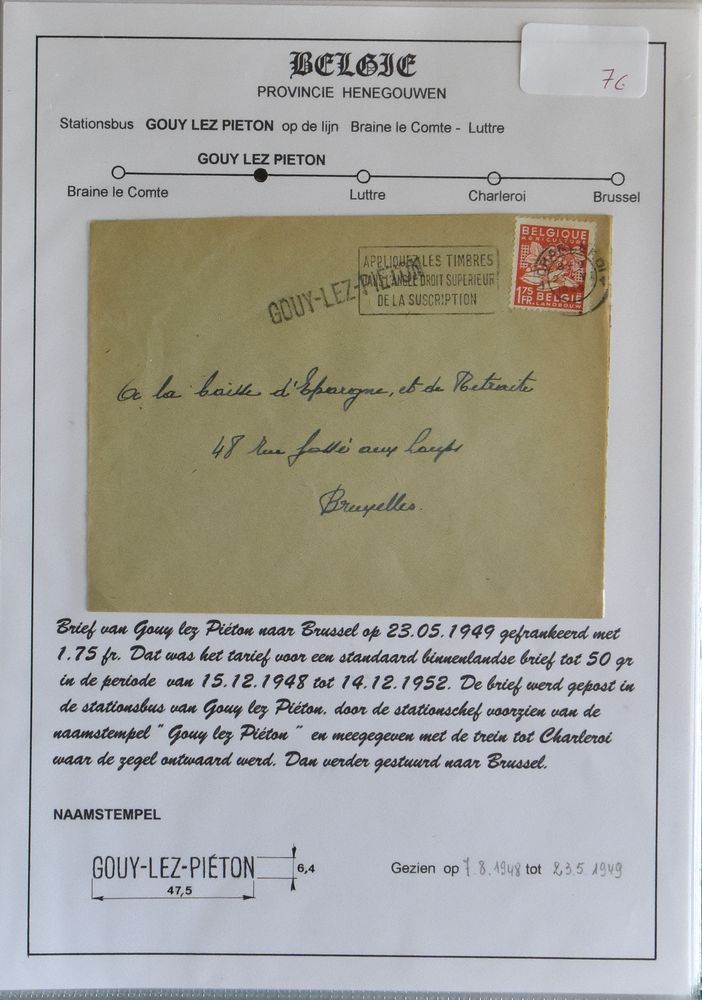 BELGIE
76
PROVINCIE HENEGOUWEN
Stationsbus GOUY LEZ PIETON op de lijn Braine le Comte - Luttre
GOUY LEZ PIETON
Braine le Comte Luttre Charleroi Brussel
BELGIQUE
AGRICULTURE
1.75 FR. BELGIE
LANDBOUW
APPLIQUEZ LES TIMBRES
L'ANGLE DROIT SUPERIEUR
DE LA SUSCRIPTION
GOUY-LEZ-PIÉTON
A la Caisse d'Epargne, et de Retraite
48 rue fossé aux loups
Bruxelles.
Brief van Gouy lez Piéton naar Brussel op 23.05.1949 gefrankeerd met
1.75 fr. Dat was het tarief voor een standaard binnenlandse brief tot 50 gr
in de periode van 15.12.1948 tot 14.12.1952. De brief werd gepost in
de stationsbus van Gouy lez Piéton, door de stationschef voorzien van de
naamstempel " Gouy lez Piéton " en meegegeven met de trein tot Charleroi
waar de zegel ontwaard werd. Dan verder gestuurd naar Brussel.
NAAMSTEMPEL
GOUY-LEZ-PIÉTON 6,4
47,5
Gezien op 7.8.1948 tot 23.5.1949